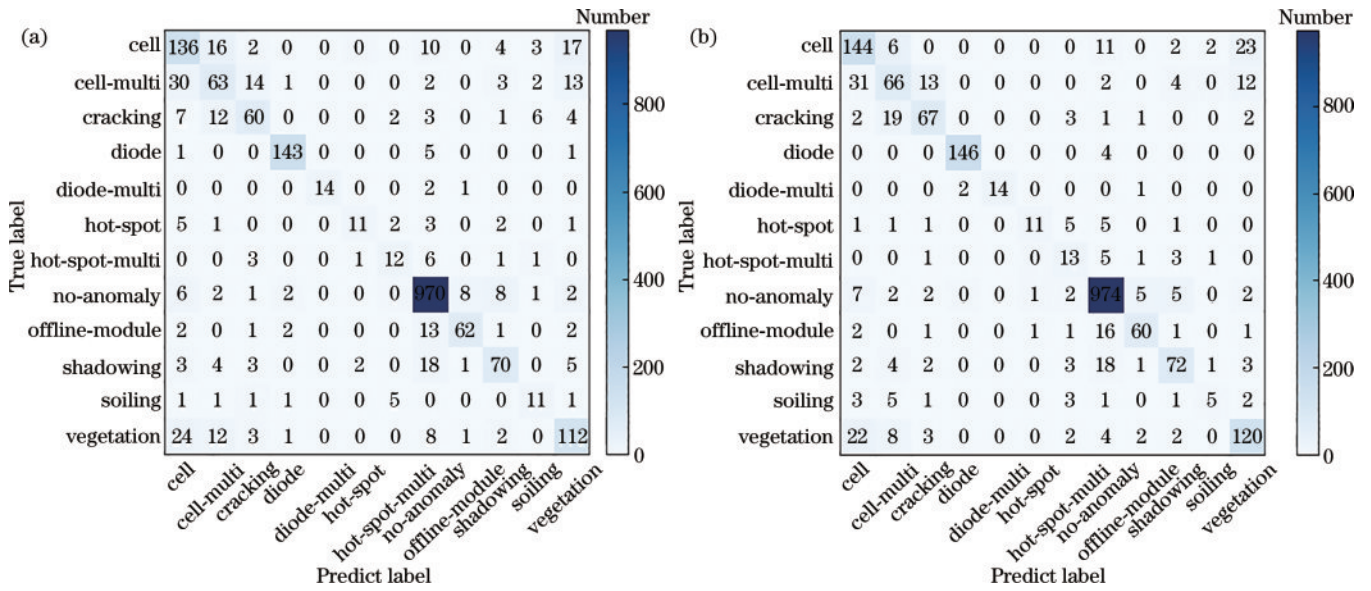 (a)
Number
cell 136 16 2 0 0 0 0 10 0 4 3 17
cell-multi 30 63 14 1 0 0 0 2 0 3 2 13
cracking 7 12 60 0 0 0 2 3 0 1 6 4
diode 1 0 0 143 0 0 0 5 0 0 0 1
diode-multi 0 0 0 0 14 0 0 2 1 0 0 0
hot-spot 5 1 0 0 0 11 2 3 0 2 0 1
hot-spot-multi 0 0 3 0 0 1 12 6 0 1 1 0
no-anomaly 6 2 1 2 0 0 0 970 8 8 1 2
offline-module 2 0 1 2 0 0 0 13 62 1 0 2
shadowing 3 4 3 0 0 2 0 18 1 70 0 5
soiling 1 1 1 1 0 0 5 0 0 0 11 1
vegetation 24 12 3 1 0 0 0 8 1 2 0 112
True label
cell
cell-multi
cracking
diode
diode-multi
hot-spot
hot-spot-multi
no-anomaly
offline-module
shadowing
soiling
vegetation
Predict label
800
600
400
200
0
(b)
Number
cell 144 6 0 0 0 0 0 11 0 2 2 23
cell-multi 31 66 13 0 0 0 0 2 0 4 0 12
cracking 2 19 67 0 0 0 3 1 1 0 0 2
diode 0 0 0 146 0 0 0 4 0 0 0 0
diode-multi 0 0 0 2 14 0 0 0 1 0 0 0
hot-spot 1 1 1 0 0 11 5 5 0 1 0 0
hot-spot-multi 0 0 1 0 0 0 13 5 1 3 1 0
no-anomaly 7 2 2 0 0 1 2 974 5 5 0 2
offline-module 2 0 1 0 0 1 1 16 60 1 0 1
shadowing 2 4 2 0 0 0 3 18 1 72 1 3
soiling 3 5 1 0 0 0 3 1 0 1 5 2
vegetation 22 8 3 0 0 0 2 4 2 2 0 120
True label
cell
cell-multi
cracking
diode
diode-multi
hot-spot
hot-spot-multi
no-anomaly
offline-module
shadowing
soiling
vegetation
Predict label
800
600
400
200
0